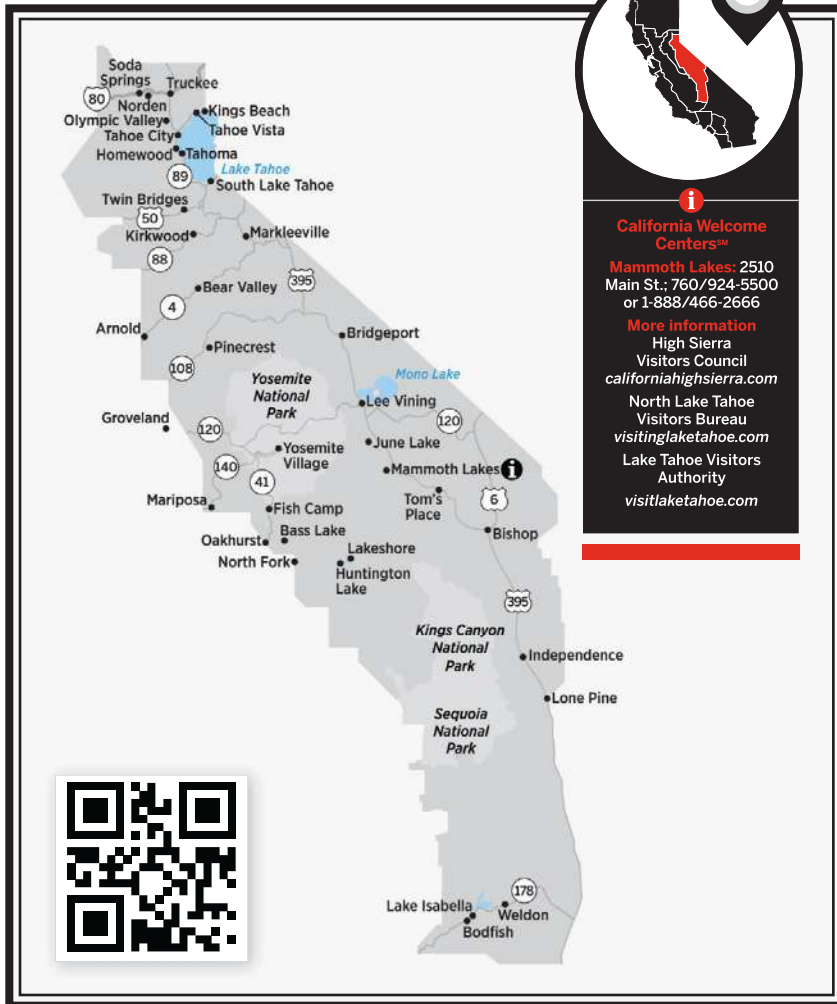 Soda
Springs
Truckee
80
Norden
Kings Beach
Olympic Valley
Tahoe Vista
Tahoe City
Homewood
Tahoma
Lake Tahoe
89
South Lake Tahoe
Twin Bridges
50
Kirkwood
Markleeville
88
395
Bear Valley
4
Arnold
Bridgeport
Pinecrest
108
Mono Lake
Yosemite
National
Park
Lee Vining
Groveland
120
120
June Lake
Yosemite
Village
140
Mammoth Lakes
i
41
6
Mariposa
Tom's
Place
Fish Camp
Bass Lake
Bishop
Oakhurst
Lakeshore
North Fork
Huntington
Lake
395
Kings Canyon
National
Park
Independence
Lone Pine
Sequoia
National
Park
178
Lake Isabella
Weldon
Bodfish
i
California Welcome
Centers℠
Mammoth Lakes: 2510
Main St.; 760/924-5500
or 1-888/466-2666
More information
High Sierra
Visitors Council
californiahighsierra.com
North Lake Tahoe
Visitors Bureau
visitinglaketahoe.com
Lake Tahoe Visitors
Authority
visitlaketahoe.com